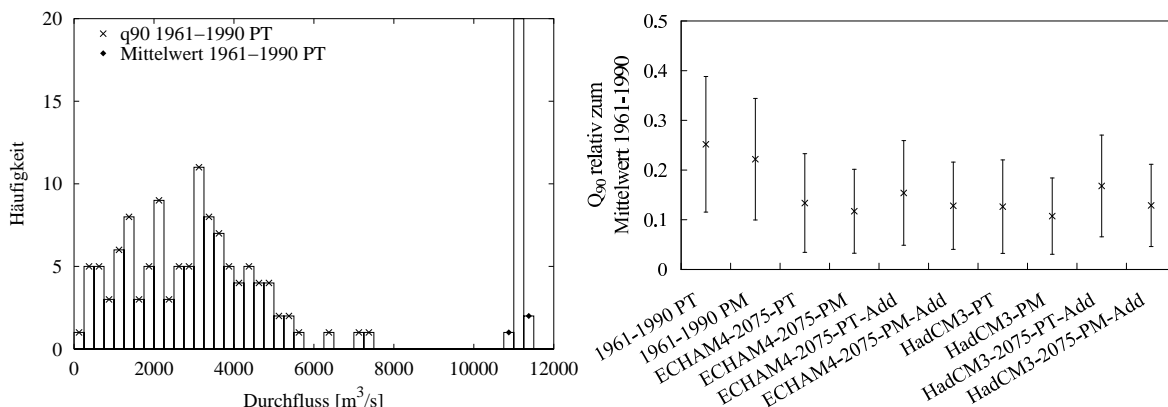 q90 1961−1990 PT
Mittelwert 1961−1990 PT
Häufigkeit
20
15
10
5
0
0 2000 4000 6000 8000 10000 12000
Durchfluss [m³/s]
Q₉₀ relativ zum
Mittelwert 1961-1990
0.5
0.4
0.3
0.2
0.1
0
1961-1990 PT
1961-1990 PM
ECHAM4-2075-PT
ECHAM4-2075-PM
ECHAM4-2075-PT-Add
ECHAM4-2075-PM-Add
HadCM3-PT
HadCM3-PM
HadCM3-2075-PT-Add
HadCM3-2075-PM-Add